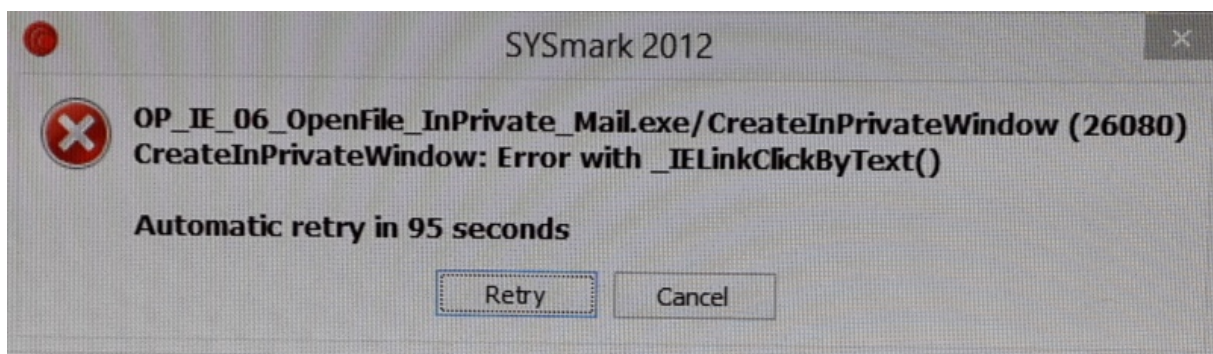 SYSmark 2012
OP_IE_06_OpenFile_InPrivate_Mail.exe/CreateInPrivateWindow (26080)
CreateInPrivateWindow: Error with _IELinkClickByText()
Automatic retry in 95 seconds
Retry Cancel